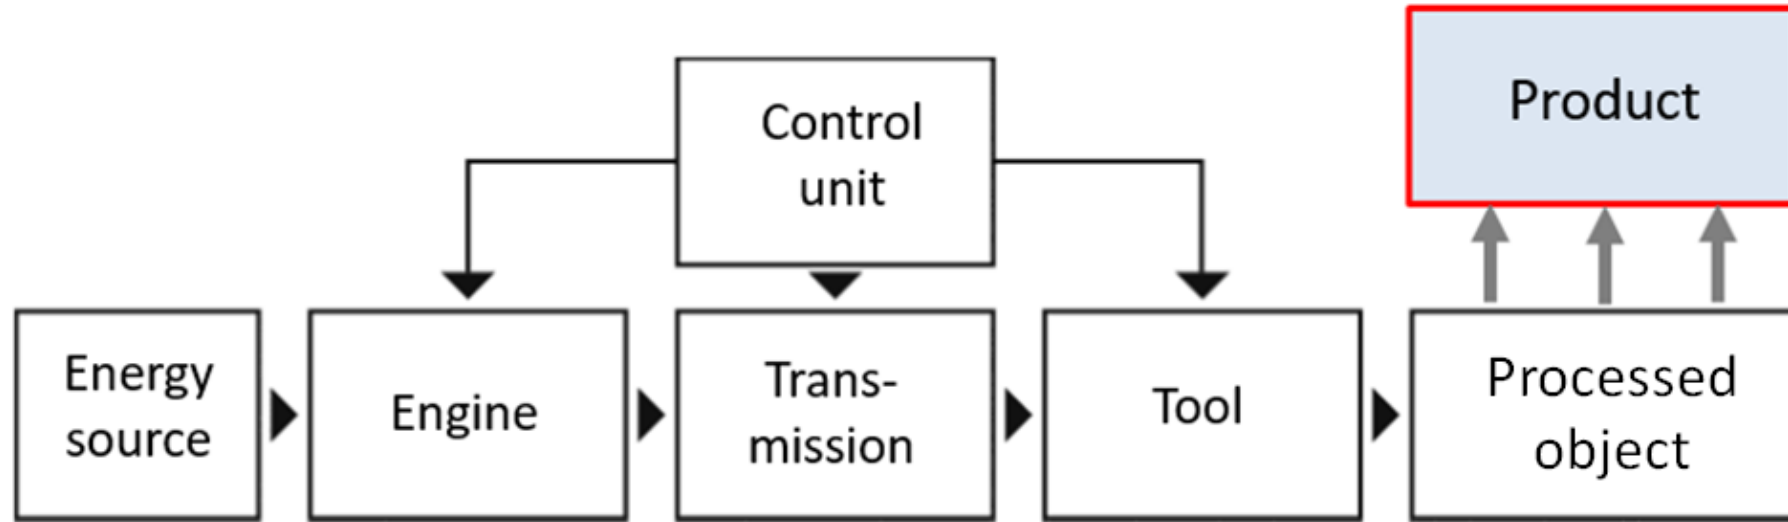 Product
Control
unit
Energy
source
Engine
Trans-
mission
Tool
Processed
object